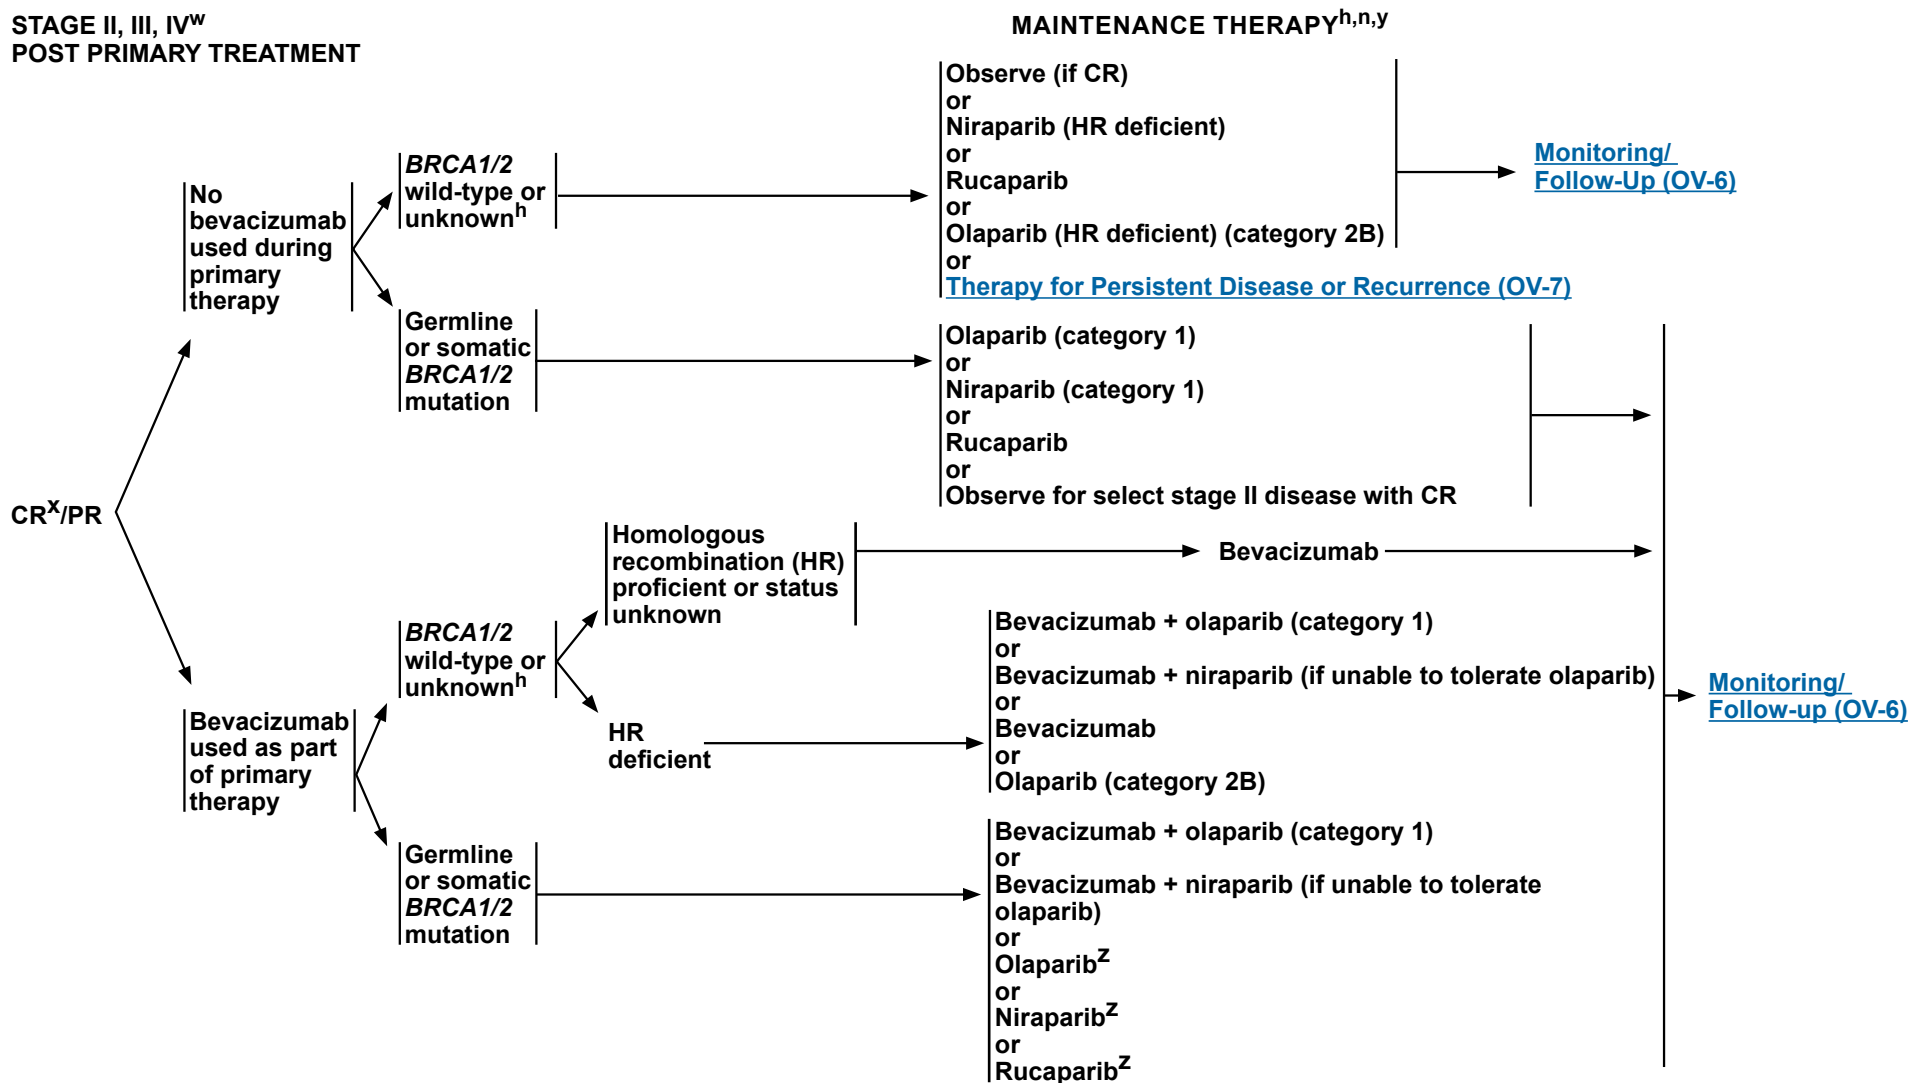 STAGE II, III, IVw
POST PRIMARY TREATMENT
MAINTENANCE THERAPYh,n,y
CRx/PR
No
bevacizumab
used during
primary
therapy
BRCA1/2
wild-type or
unknownh
Observe (if CR)
or
Niraparib (HR deficient)
or
Rucaparib
or
Olaparib (HR deficient) (category 2B)
or
Therapy for Persistent Disease or Recurrence (OV-7)
Monitoring/
Follow-Up (OV-6)
Germline
or somatic
BRCA1/2
mutation
Olaparib (category 1)
or
Niraparib (category 1)
or
Rucaparib
or
Observe for select stage II disease with CR
Bevacizumab
used as part
of primary
therapy
BRCA1/2
wild-type or
unknownh
Homologous
recombination (HR)
proficient or status
unknown
Bevacizumab
HR
deficient
Bevacizumab + olaparib (category 1)
or
Bevacizumab + niraparib (if unable to tolerate olaparib)
or
Bevacizumab
or
Olaparib (category 2B)
Germline
or somatic
BRCA1/2
mutation
Bevacizumab + olaparib (category 1)
or
Bevacizumab + niraparib (if unable to tolerate
olaparib)
or
Olaparibz
or
Niraparibz
or
Rucaparibz
Monitoring/
Follow-up (OV-6)